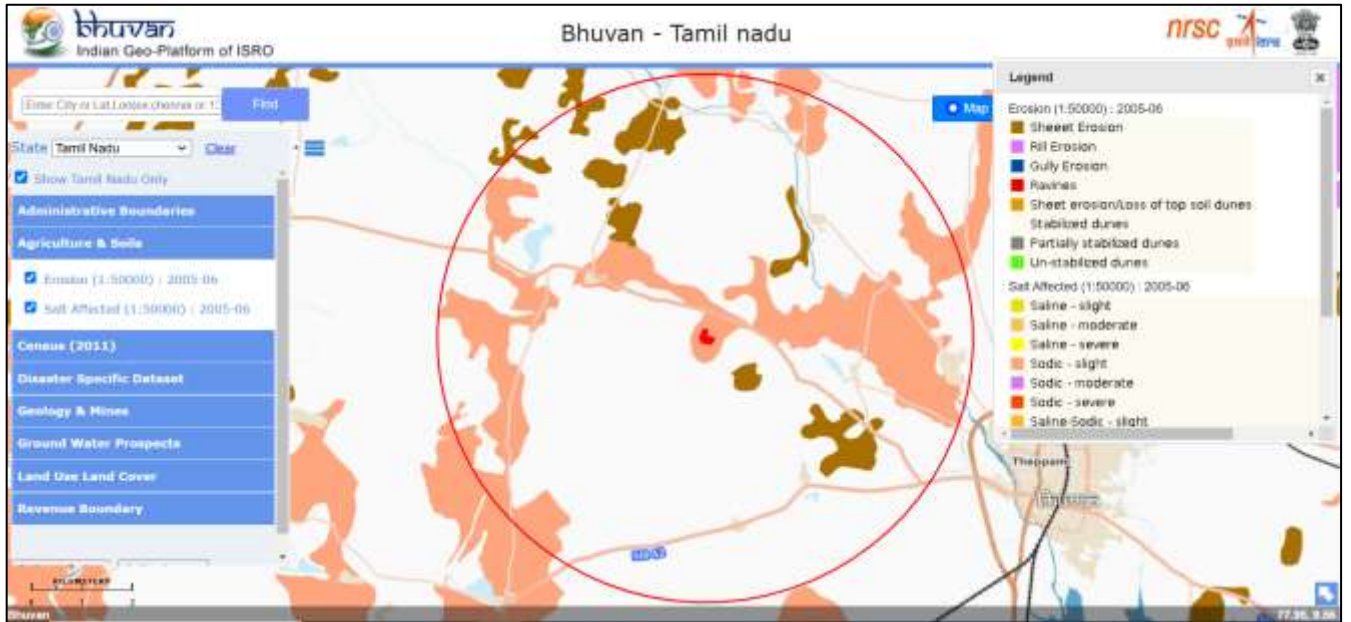 bhuvan
Indian Geo-Platform of ISRO
Bhuvan - Tamil nadu
nrsc
Find
State Tamil Nadu Clear
Show Tamil Nadu Only
Administrative Boundaries
Agriculture & Soils
Erosion (1:50000) : 2005-06
Salt Affected (1:50000) : 2005-06
Census (2011)
Disaster Specific Dataset
Geology & Mines
Ground Water Prospects
Land Use Land Cover
Revenue Boundary
Map
Legend
Erosion (1:50000) : 2005-06
Sheeet Erosion
Rill Erosion
Gully Erosion
Ravines
Sheet erosion/Loss of top soil dunes
Stabilized dunes
Partially stabilized dunes
Un-stabilized dunes
Salt Affected (1:50000) : 2005-06
Saline - slight
Saline - moderate
Saline - severe
Sodic - slight
Sodic - moderate
Sodic - severe
Saline-Sodic - slight
Theppam
Bhuvan